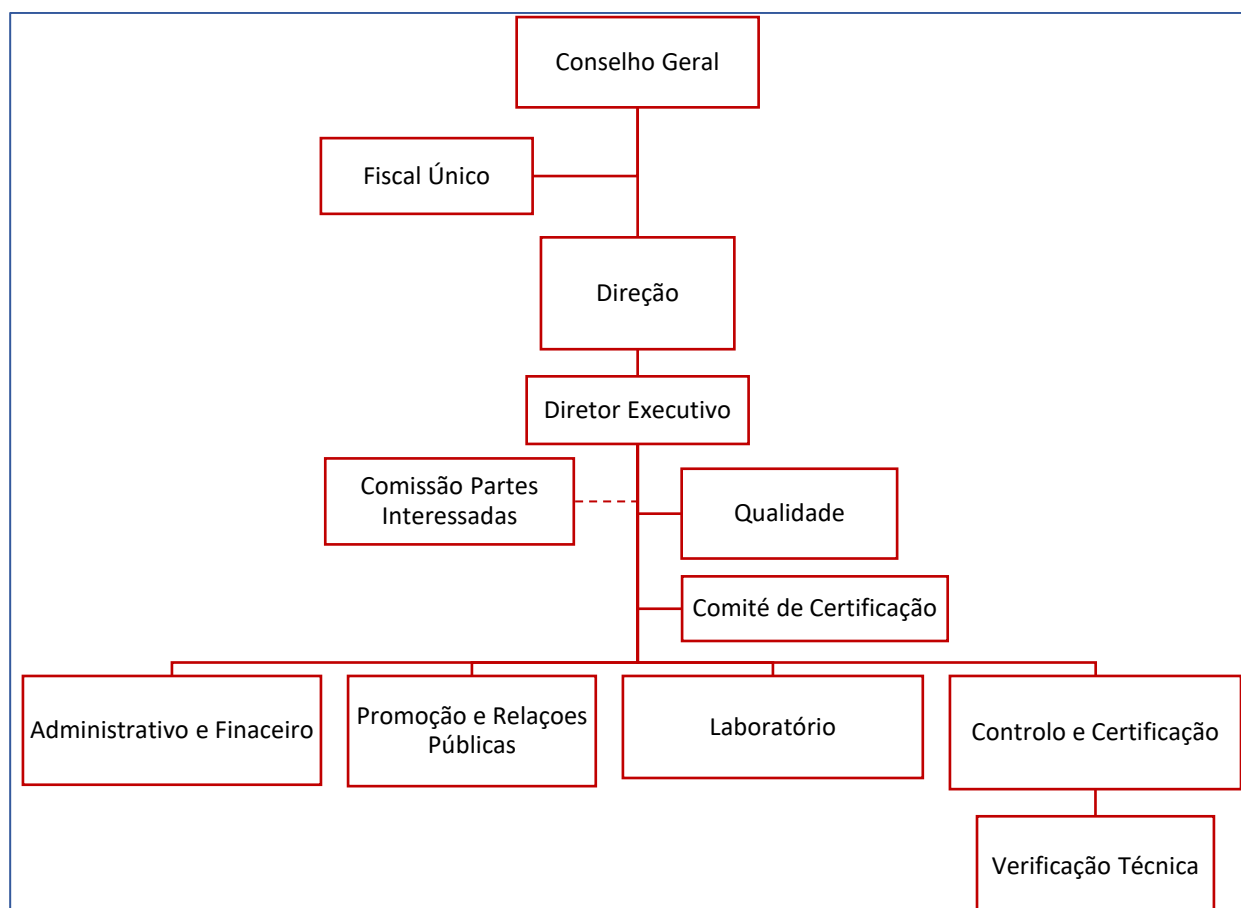 Conselho Geral
Fiscal Único
Direção
Diretor Executivo
Comissão Partes
Interessadas
Qualidade
Comité de Certificação
Administrativo e Finaceiro
Promoção e Relaçoes
Públicas
Laboratório
Controlo e Certificação
Verificação Técnica